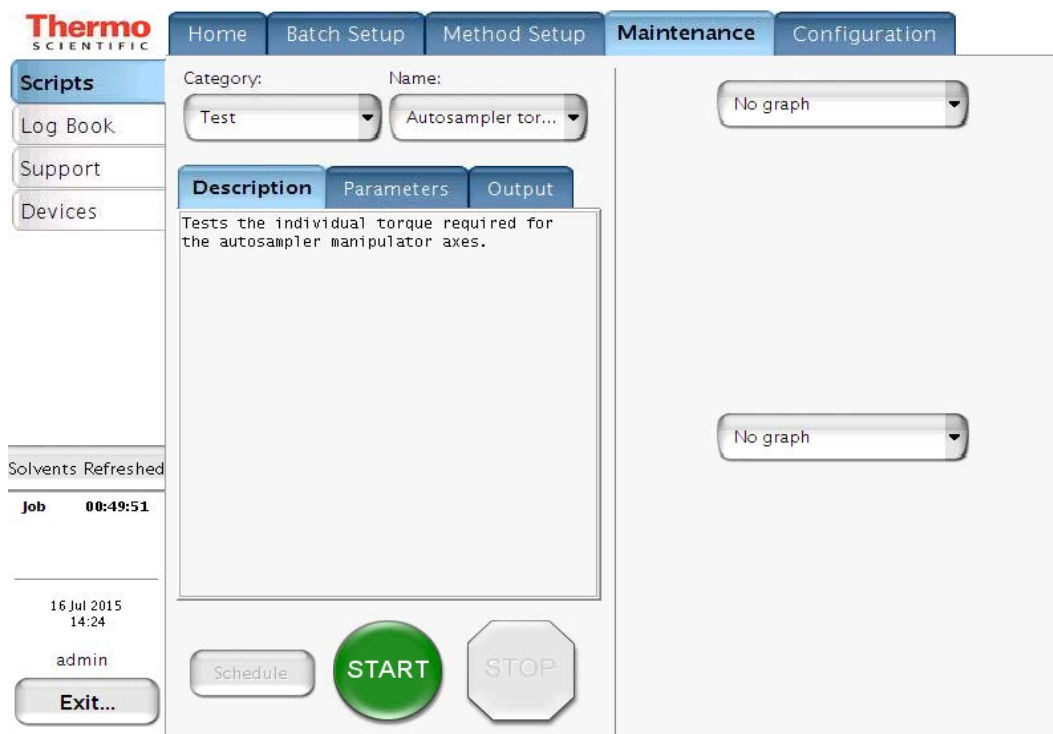 Thermo
SCIENTIFIC
Home
Batch Setup
Method Setup
Maintenance
Configuration
Scripts
Log Book
Support
Devices
Category:
Name:
Test
Autosampler tor...
No graph
Description
Parameters
Output
Tests the individual torque required for
the autosampler manipulator axes.
No graph
Solvents Refreshed
Job 00:49:51
16 Jul 2015
14:24
admin
Exit...
Schedule
START
STOP